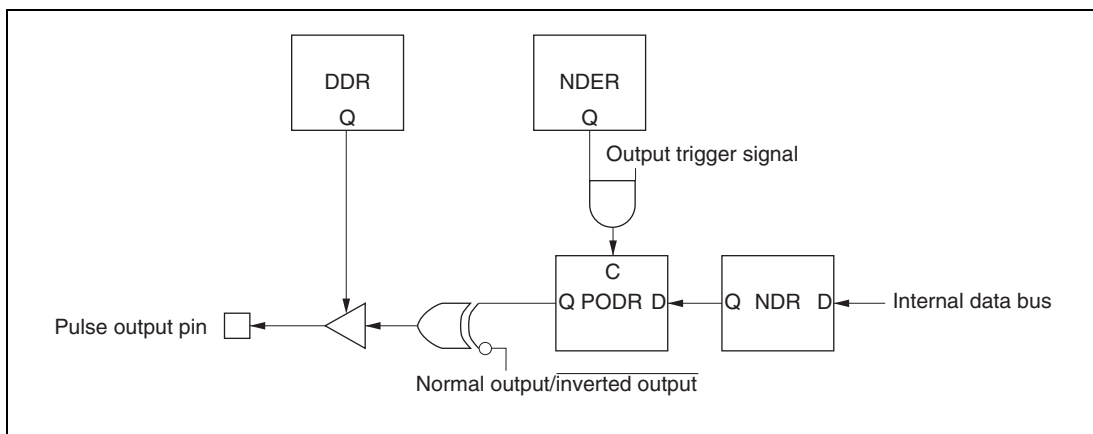 DDR
Q
NDER
Q
Output trigger signal
C
Q PODR D
Q NDR D
Internal data bus
Pulse output pin
Normal output/inverted output